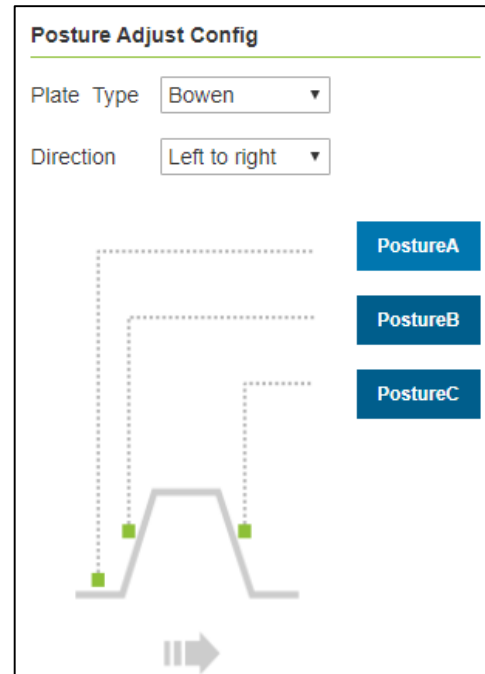 Posture Adjust Config
Plate Type Bowen
Direction Left to right
PostureA
PostureB
PostureC